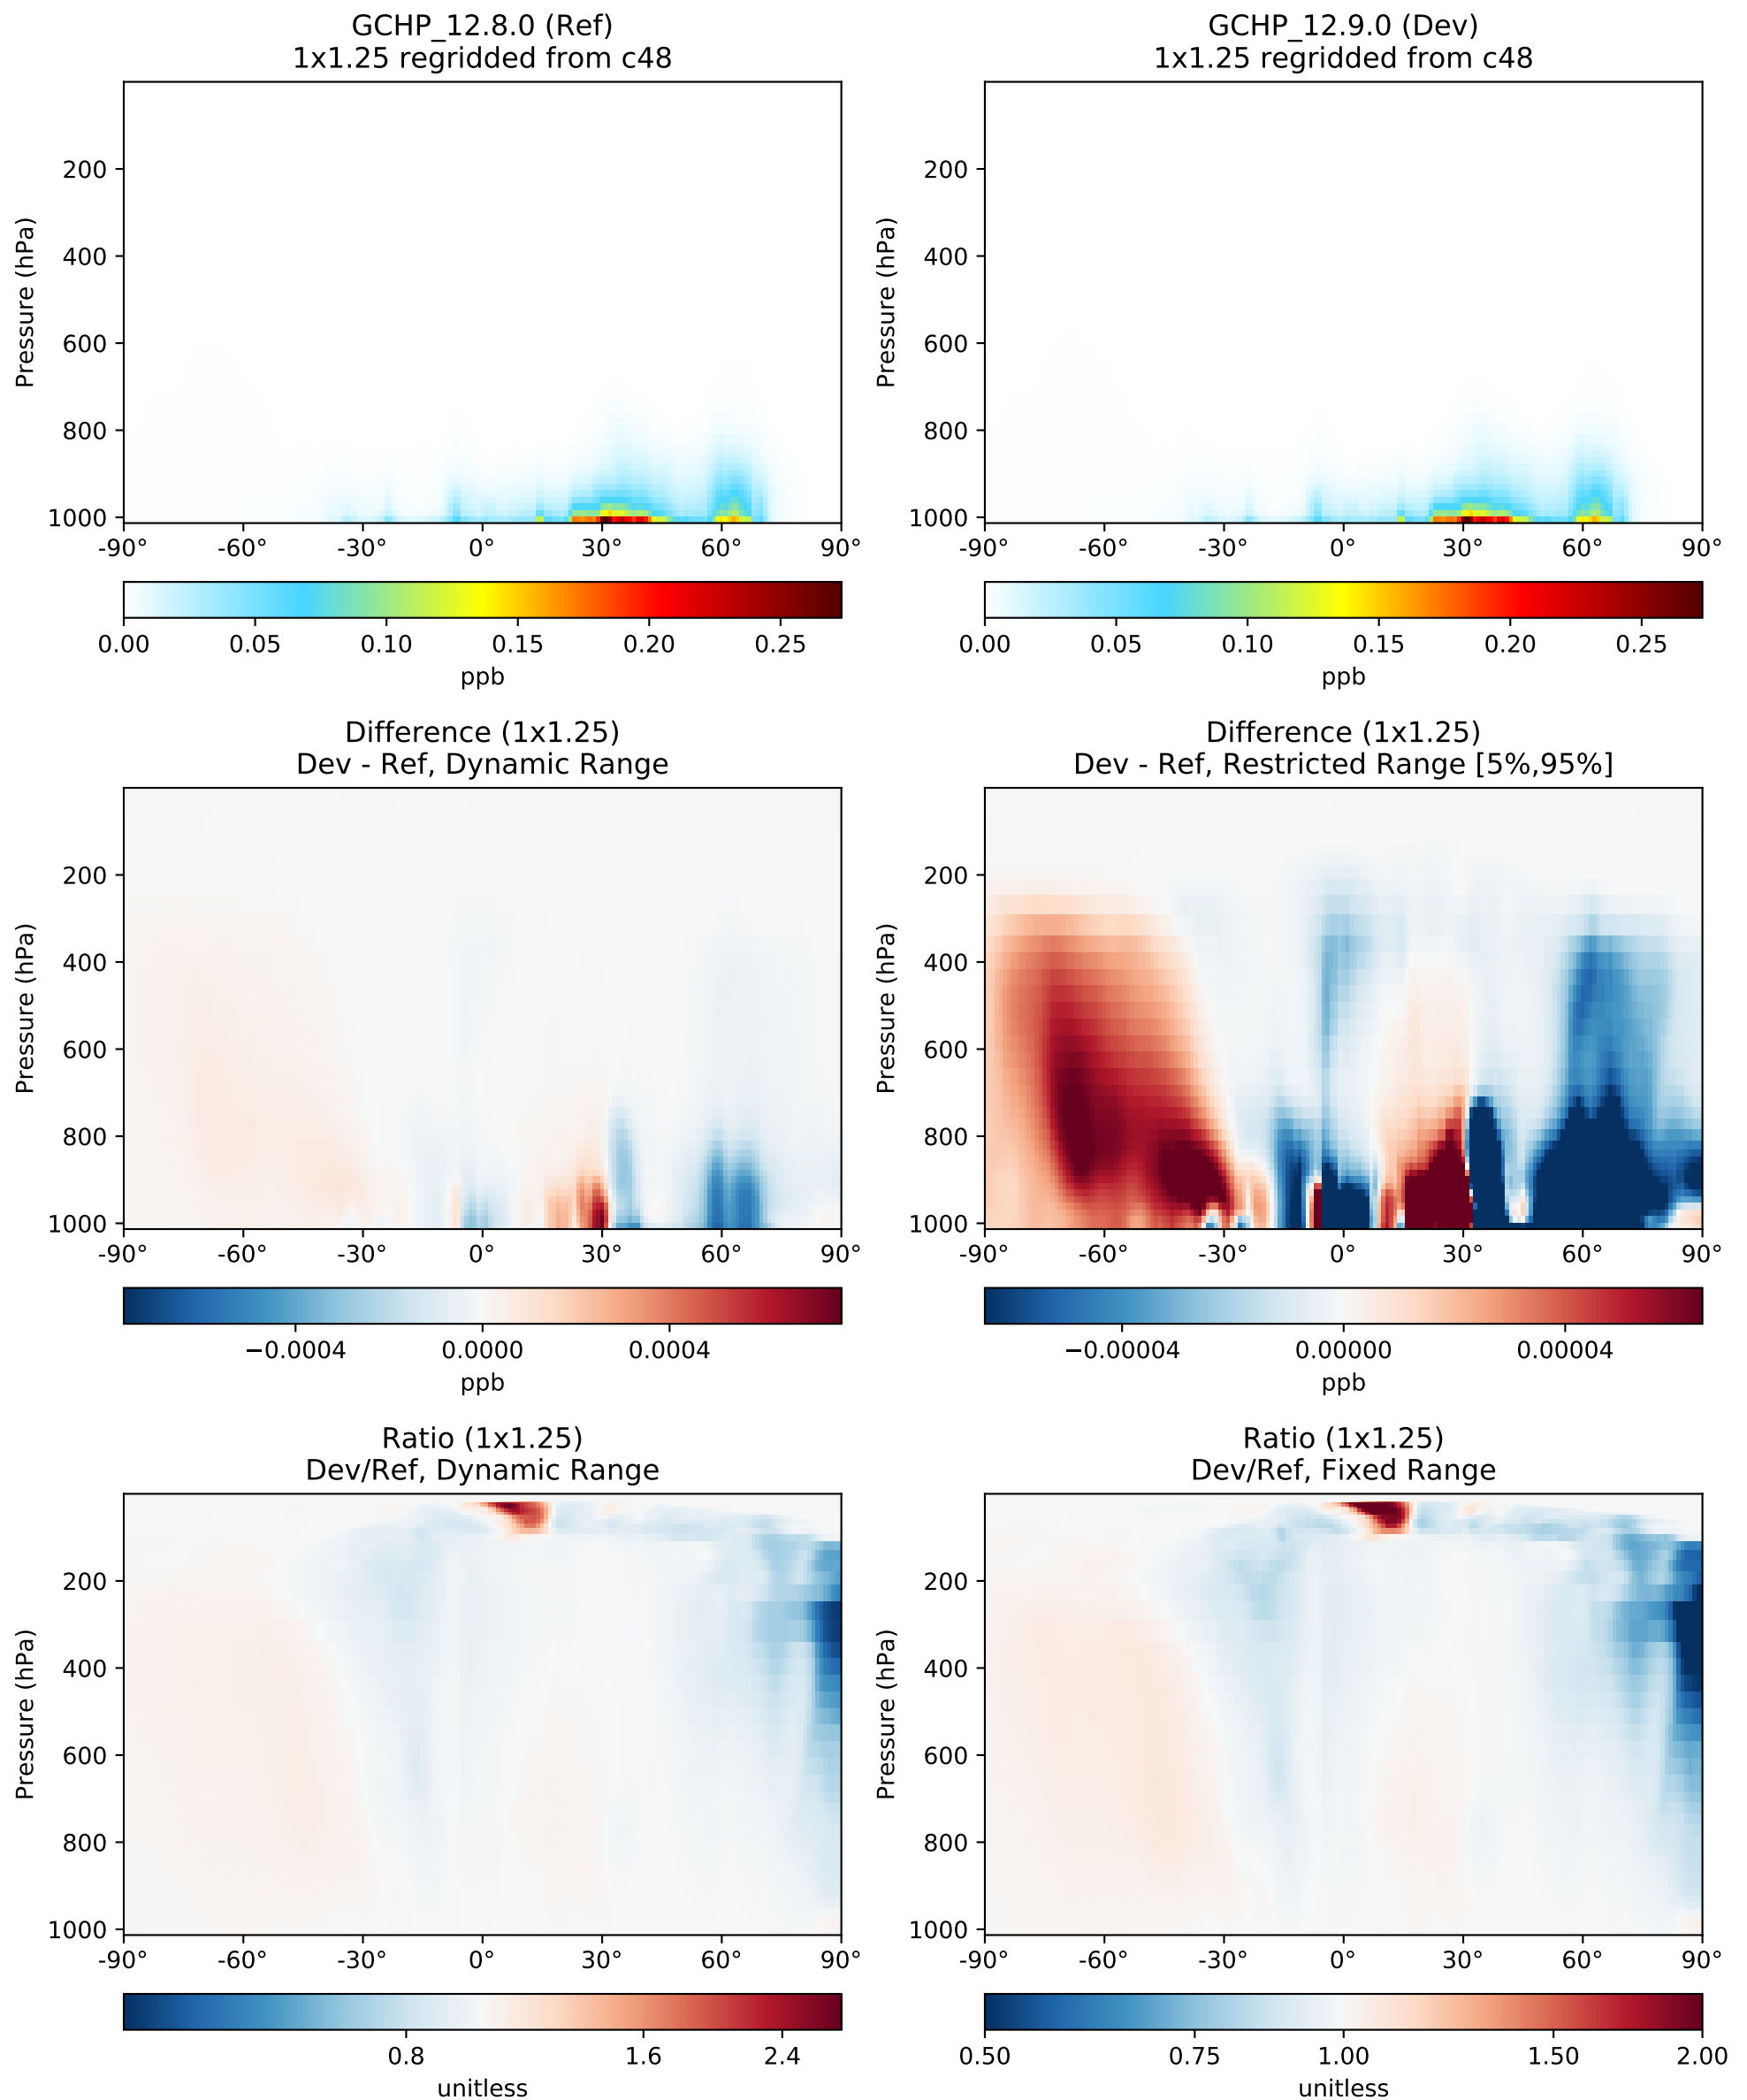 GCHP_12.8.0 (Ref)
1x1.25 regridded from c48
Pressure (hPa)
200
400
600
800
1000
-90° -60° -30° 0° 30° 60° 90°
0.00 0.05 0.10 0.15 0.20 0.25
ppb
GCHP_12.9.0 (Dev)
1x1.25 regridded from c48
Pressure (hPa)
200
400
600
800
1000
-90° -60° -30° 0° 30° 60° 90°
0.00 0.05 0.10 0.15 0.20 0.25
ppb
Difference (1x1.25)
Dev - Ref, Dynamic Range
Pressure (hPa)
200
400
600
800
1000
-90° -60° -30° 0° 30° 60° 90°
−0.0004 0.0000 0.0004
ppb
Difference (1x1.25)
Dev - Ref, Restricted Range [5%,95%]
Pressure (hPa)
200
400
600
800
1000
-90° -60° -30° 0° 30° 60° 90°
−0.00004 0.00000 0.00004
ppb
Ratio (1x1.25)
Dev/Ref, Dynamic Range
Pressure (hPa)
200
400
600
800
1000
-90° -60° -30° 0° 30° 60° 90°
0.8 1.6 2.4
unitless
Ratio (1x1.25)
Dev/Ref, Fixed Range
Pressure (hPa)
200
400
600
800
1000
-90° -60° -30° 0° 30° 60° 90°
0.50 0.75 1.00 1.50 2.00
unitless